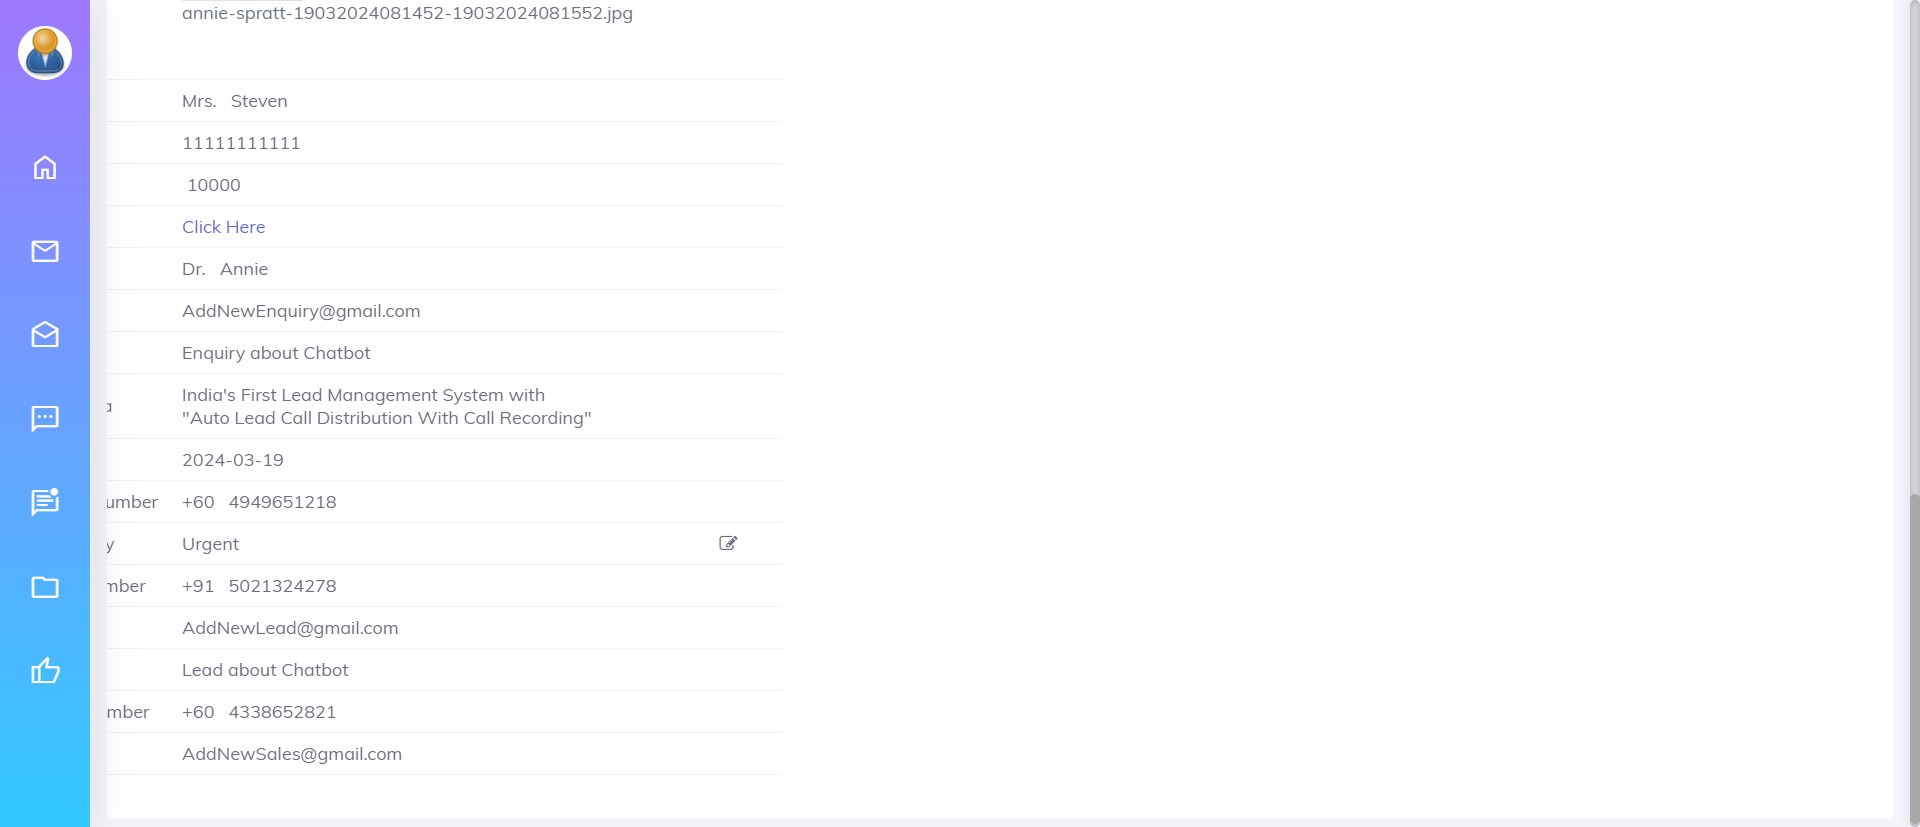 annie-spratt-19032024081452-19032024081552.jpg
Mrs. Steven
11111111111
10000
Click Here
Dr. Annie
AddNewEnquiry@gmail.com
Enquiry about Chatbot
a
India's First Lead Management System with
"Auto Lead Call Distribution With Call Recording"
2024-03-19
umber +60 4949651218
y Urgent
mber +91 5021324278
AddNewLead@gmail.com
Lead about Chatbot
mber +60 4338652821
AddNewSales@gmail.com